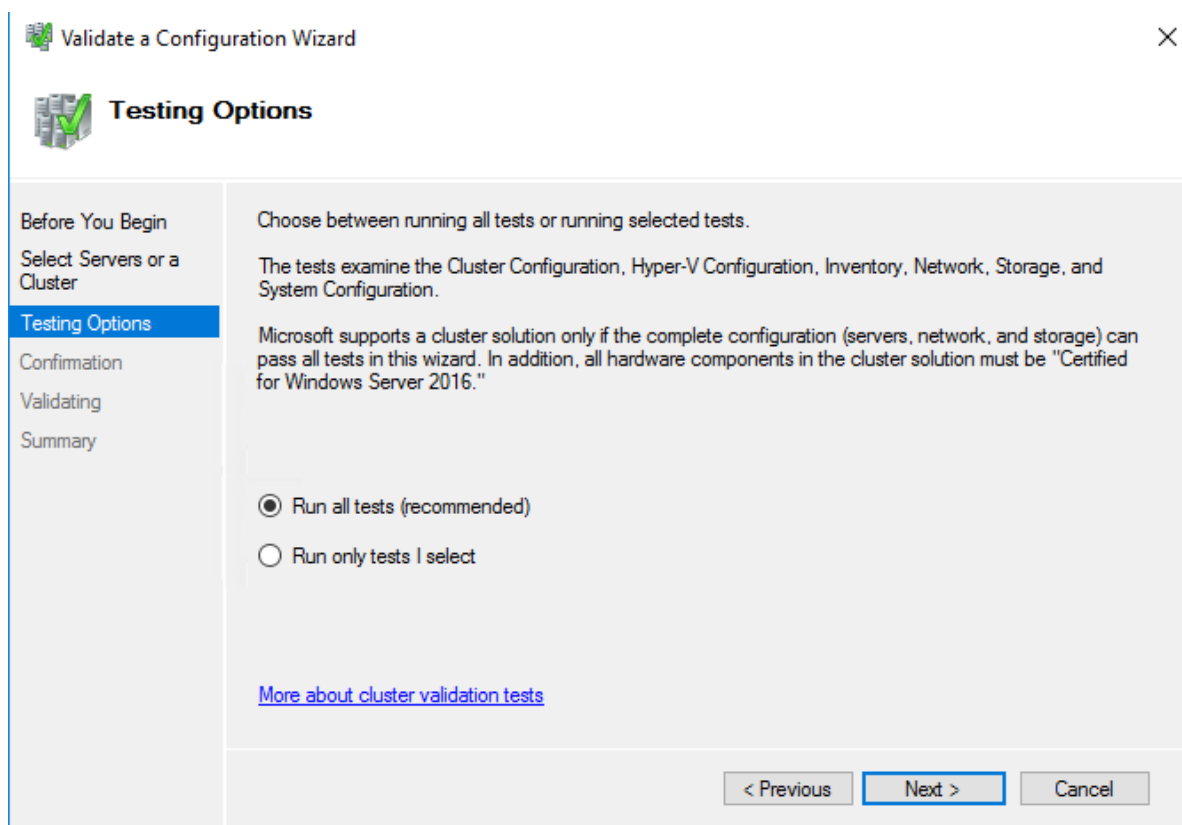 Validate a Configuration Wizard
Testing Options
Before You Begin
Select Servers or a
Cluster
Testing Options
Confirmation
Validating
Summary
Choose between running all tests or running selected tests.
The tests examine the Cluster Configuration, Hyper-V Configuration, Inventory, Network, Storage, and
System Configuration.
Microsoft supports a cluster solution only if the complete configuration (servers, network, and storage) can
pass all tests in this wizard. In addition, all hardware components in the cluster solution must be "Certified
for Windows Server 2016."
Run all tests (recommended)
Run only tests I select
More about cluster validation tests
< Previous
Next >
Cancel